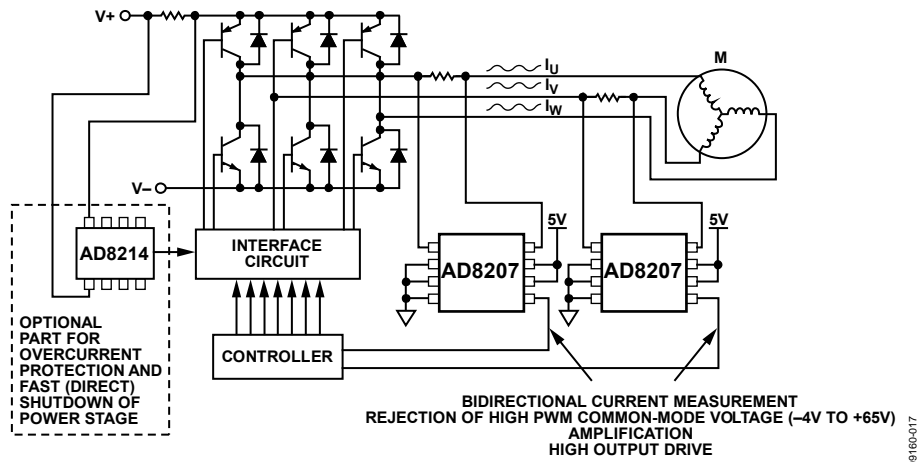 V+
M
IU
IV
IW
V–
5V
5V
AD8214
INTERFACE
CIRCUIT
AD8207
AD8207
OPTIONAL
PART FOR
OVERCURRENT
PROTECTION AND
FAST (DIRECT)
SHUTDOWN OF
POWER STAGE
CONTROLLER
BIDIRECTIONAL CURRENT MEASUREMENT
REJECTION OF HIGH PWM COMMON-MODE VOLTAGE (–4V TO +65V)
AMPLIFICATION
HIGH OUTPUT DRIVE
09160-017